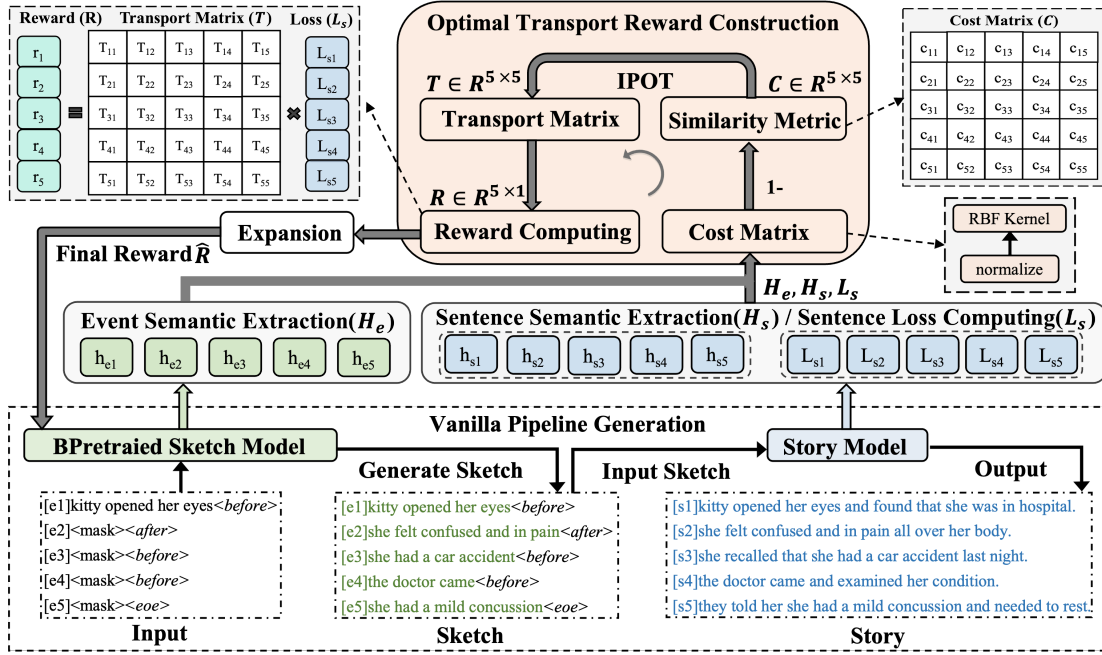 Reward (R) Transport Matrix (T) Loss (Lₛ)
r₁ T₁₁ T₁₂ T₁₃ T₁₄ T₁₅ Lₛ₁
r₂ T₂₁ T₂₂ T₂₃ T₂₄ T₂₅ Lₛ₂
r₃ = T₃₁ T₃₂ T₃₃ T₃₄ T₃₅ × Lₛ₃
r₄ T₄₁ T₄₂ T₄₃ T₄₄ T₄₅ Lₛ₄
r₅ T₅₁ T₅₂ T₅₃ T₅₄ T₅₅ Lₛ₅
Optimal Transport Reward Construction
IPOT
T ∈ R⁵ ˣ ⁵
C ∈ R⁵ ˣ ⁵
Transport Matrix
Similarity Metric
R ∈ R⁵ ˣ ¹
1-
Reward Computing
Cost Matrix
Cost Matrix (C)
c₁₁ c₁₂ c₁₃ c₁₄ c₁₅
c₂₁ c₂₂ c₂₃ c₂₄ c₂₅
c₃₁ c₃₂ c₃₃ c₃₄ c₃₅
c₄₁ c₄₂ c₄₃ c₄₄ c₄₅
c₅₁ c₅₂ c₅₃ c₅₄ c₅₅
RBF Kernel
normalize
Expansion
Final Reward R̂
Hₑ, Hₛ, Lₛ
Event Semantic Extraction(Hₑ)
hₑ₁ hₑ₂ hₑ₃ hₑ₄ hₑ₅
Sentence Semantic Extraction(Hₛ) / Sentence Loss Computing(Lₛ)
hₛ₁ hₛ₂ hₛ₃ hₛ₄ hₛ₅ Lₛ₁ Lₛ₂ Lₛ₃ Lₛ₄ Lₛ₅
Vanilla Pipeline Generation
BPretraied Sketch Model
Story Model
Generate Sketch
Input Sketch
Output
[e1]kitty opened her eyes<before>
[e2]<mask><after>
[e3]<mask><before>
[e4]<mask><before>
[e5]<mask><eoe>
Input
[e1]kitty opened her eyes<before>
[e2]she felt confused and in pain<after>
[e3]she had a car accident<before>
[e4]the doctor came<before>
[e5]she had a mild concussion<eoe>
Sketch
[s1]kitty opened her eyes and found that she was in hospital.
[s2]she felt confused and in pain all over her body.
[s3]she recalled that she had a car accident last night.
[s4]the doctor came and examined her condition.
[s5]they told her she had a mild concussion and needed to rest.
Story